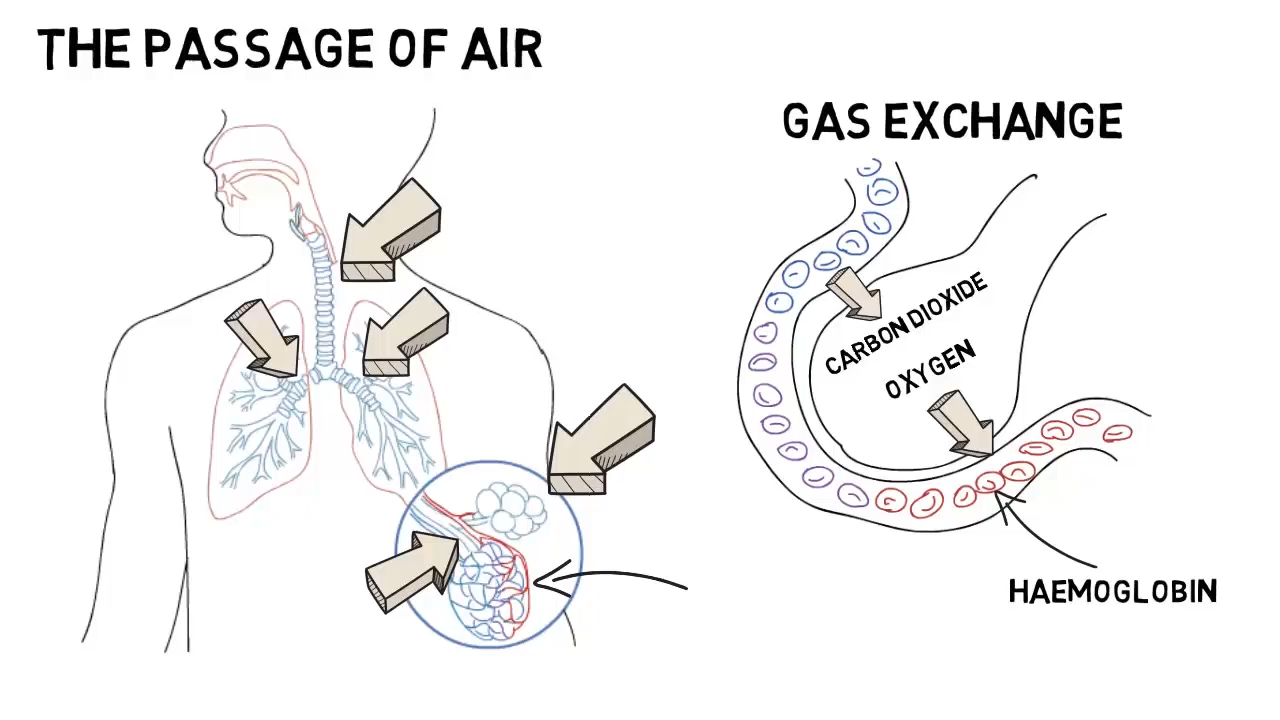 THE PASSAGE OF AIR
GAS EXCHANGE
CARBON DIOXIDE
OXYGEN
HAEMOGLOBIN